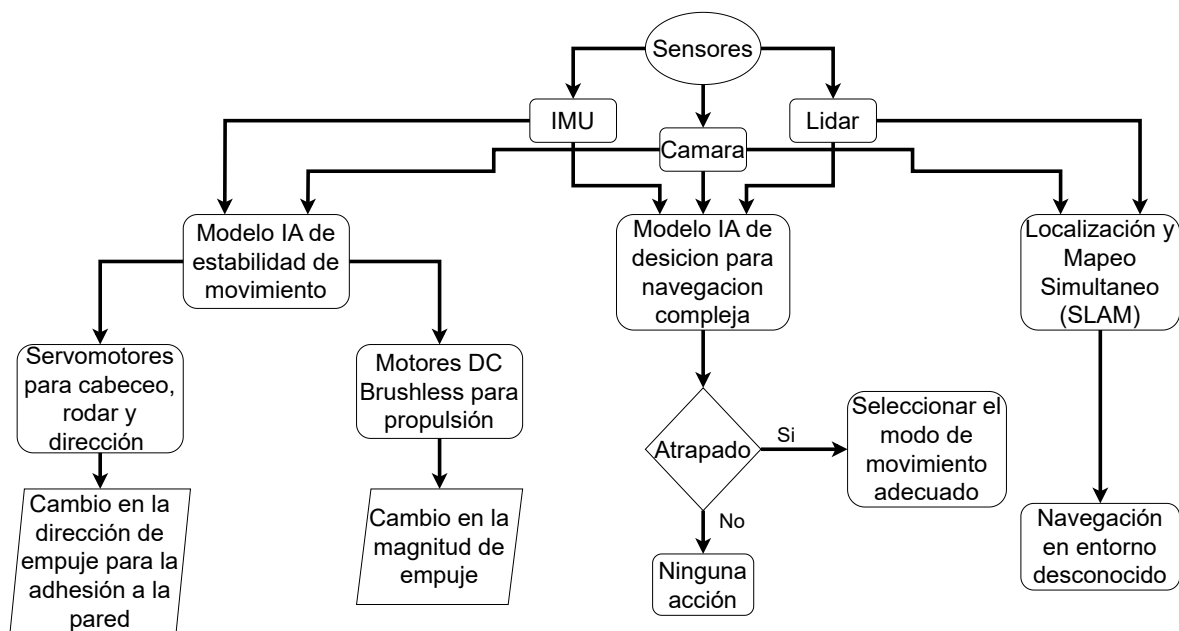 Sensores
IMU
Camara
Lidar
Modelo IA de
estabilidad de
movimiento
Modelo IA de
desicion para
navegacion
compleja
Localización y
Mapeo
Simultaneo
(SLAM)
Servomotores
para cabeceo,
rodar y
dirección
Motores DC
Brushless para
propulsión
Atrapado
Si
Seleccionar el
modo de
movimiento
adecuado
No
Cambio en la
dirección de
empuje para la
adhesión a la
pared
Cambio en la
magnitud de
empuje
Ninguna
acción
Navegación
en entorno
desconocido